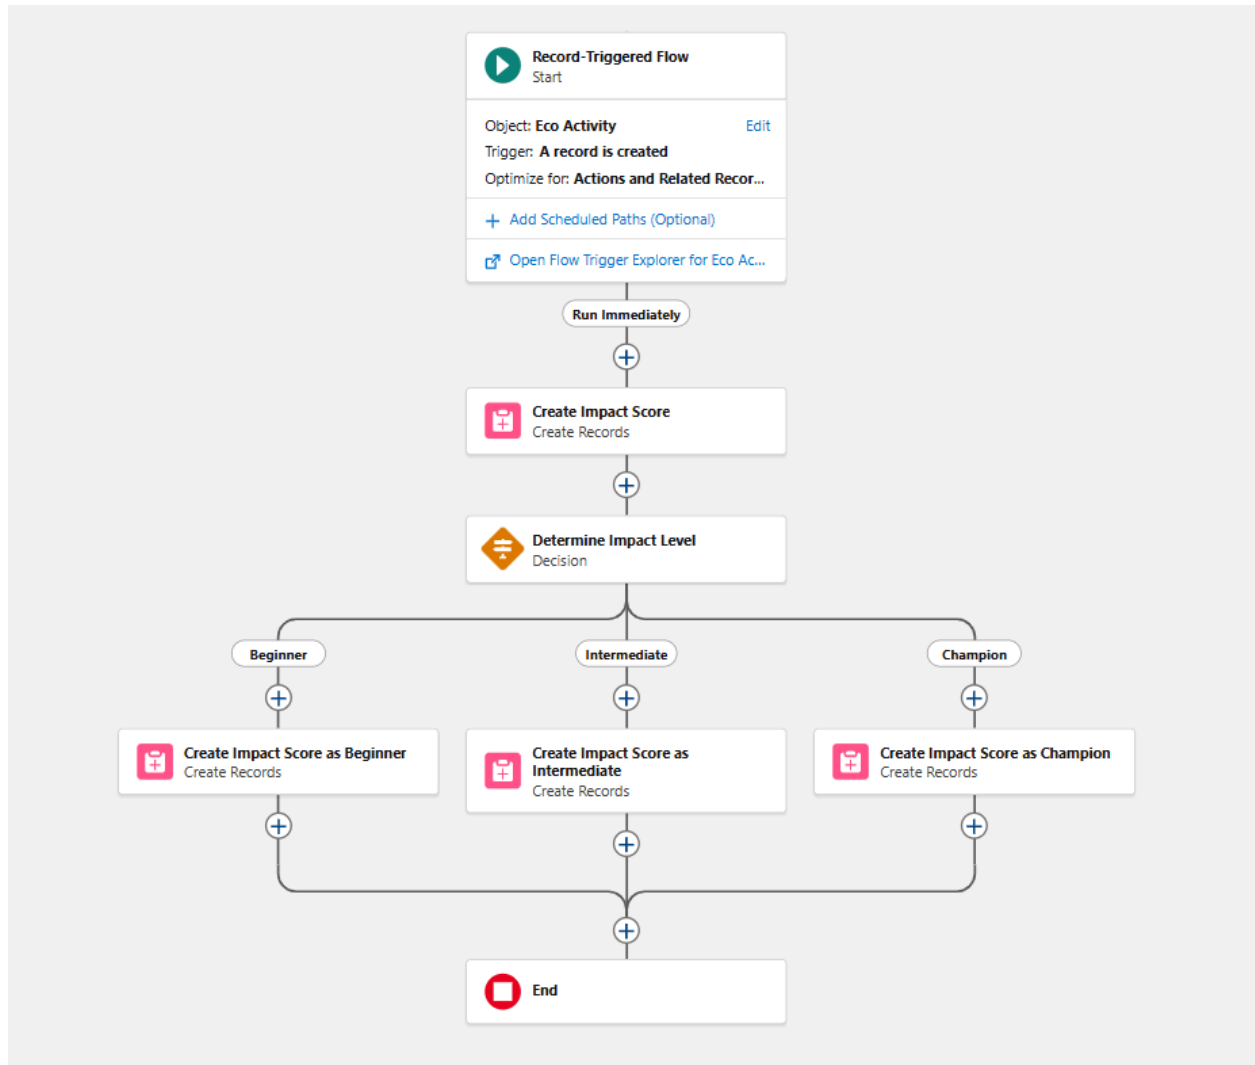 Record-Triggered Flow
Start
Object: Eco Activity
Edit
Trigger: A record is created
Optimize for: Actions and Related Recor...
Add Scheduled Paths (Optional)
Open Flow Trigger Explorer for Eco Ac...
Run Immediately
Create Impact Score
Create Records
Determine Impact Level
Decision
Beginner
Intermediate
Champion
Create Impact Score as Beginner
Create Records
Create Impact Score as
Intermediate
Create Records
Create Impact Score as Champion
Create Records
End